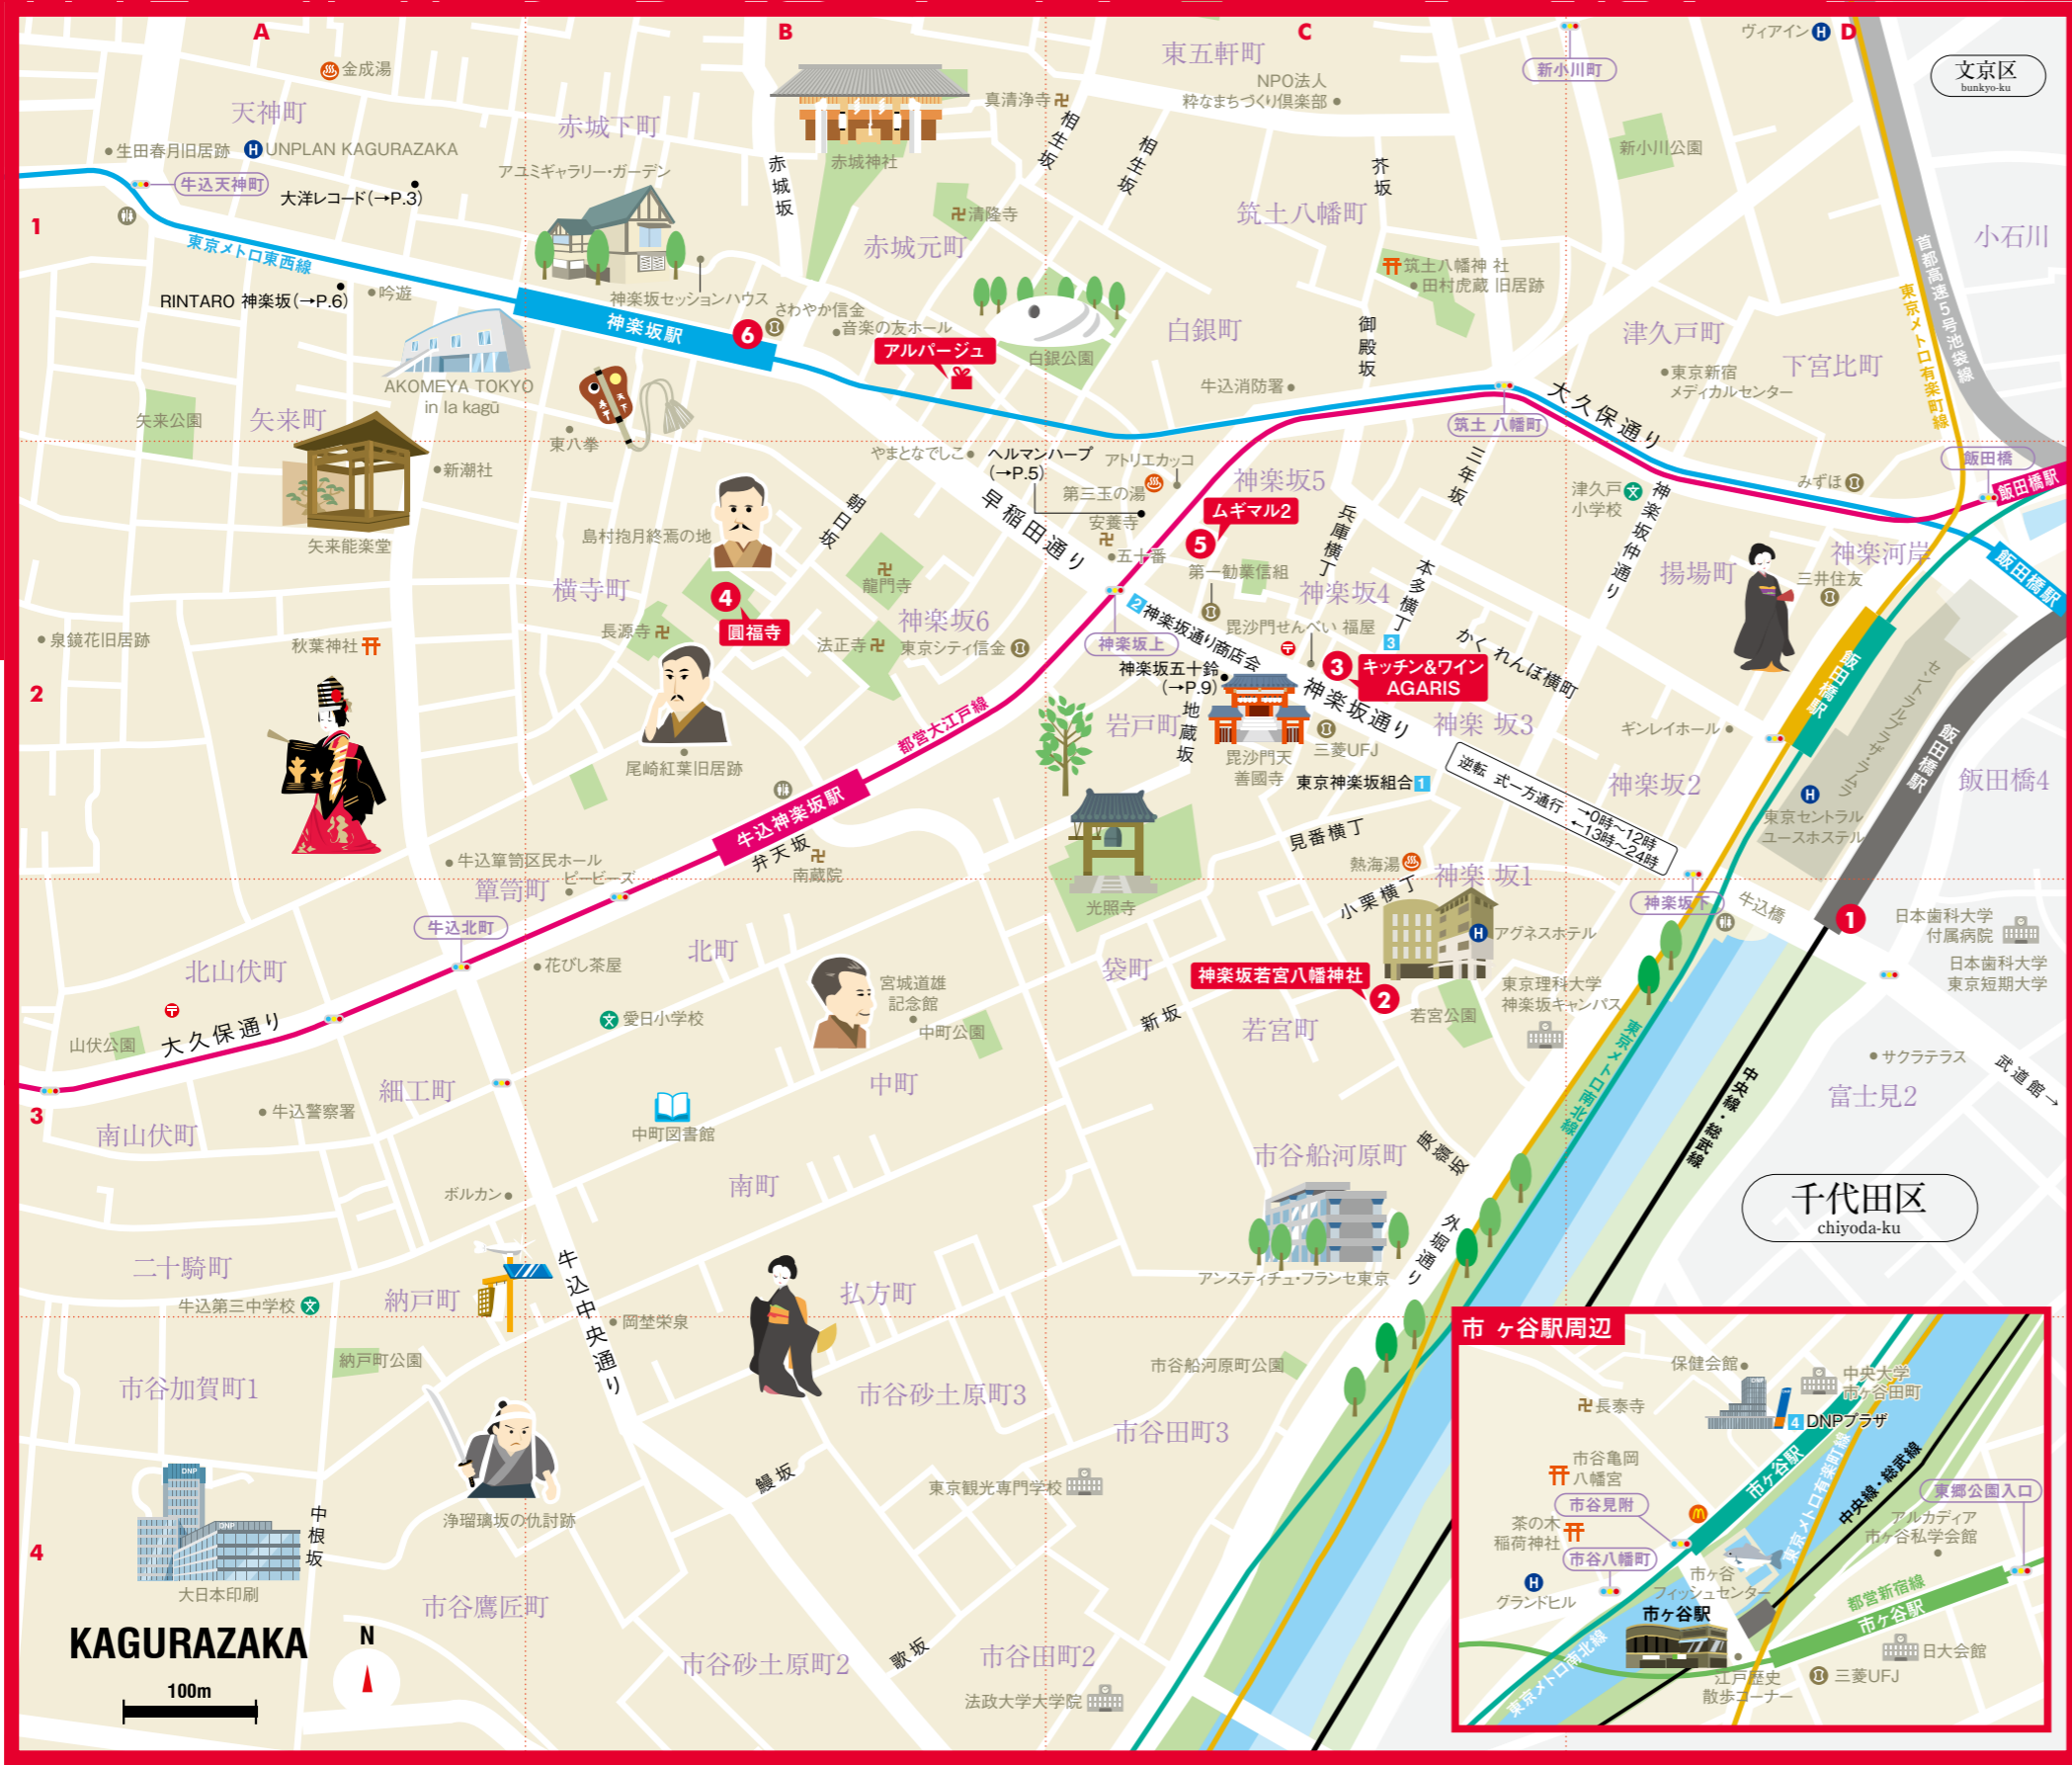 A
B
C
D
1
2
3
4
金成湯
天神町
生田春月旧居跡
UNPLAN KAGURAZAKA
牛込天神町
大洋レコード(→P.3)
東京メトロ東西線
RINTARO 神楽坂(→P.6)
吟遊
AKOMEYA TOKYO
in la kagū
矢来公園
矢来町
新潮社
矢来能楽堂
赤城下町
アユミギャラリー・ガーデン
神楽坂セッションハウス
神楽坂駅
6
さわやか信金
音楽の友ホール
アルパージュ
東八拳
赤城坂
赤城神社
真清浄寺
清隆寺
赤城元町
白銀公園
相生坂
相生坂
東五軒町
NPO法人
粋なまちづくり倶楽部
新小川町
ヴィアイン
文京区
bunkyo-ku
新小川公園
芥坂
筑土八幡町
筑土八幡神 社
田村虎蔵 旧居跡
白銀町
御殿坂
牛込消防署
筑土 八幡町
大久保通り
津久戸町
東京新宿
メディカルセンター
下宮比町
小石川
首都高速5号池袋線
東京メトロ有楽町線
飯田橋
飯田橋駅
みずほ
やまとなでしこ
ヘルマンハープ
(→P.5)
アトリエカッコ
第三玉の湯
安養寺
五十番
早稲田通り
朝日坂
島村抱月終焉の地
横寺町
龍門寺
4
圓福寺
長源寺
法正寺
神楽坂6
東京シティ信金
神楽坂上
神楽坂5
ムギマル2
5
第一勧業信組
兵庫横丁
神楽坂4
本多横丁
三年坂
津久戸
小学校
神楽坂仲通り
揚場町
神楽河岸
三井住友
飯田橋駅
2
神楽坂通り商店会
毘沙門せんべい 福屋
3
3
キッチン&ワイン
AGARIS
かくれんぼ横町
泉鏡花旧居跡
秋葉神社
尾崎紅葉旧居跡
都営大江戸線
神楽坂五十鈴
(→P.9)
岩戸町
地蔵坂
毘沙門天
善國寺
三菱UFJ
神楽坂通り
神楽 坂3
東京神楽坂組合
1
逆転 式一方通行 →0時~12時
←13時~24時
ギンレイホール
神楽坂2
飯田橋駅
セントラルプラザ・ラムラ
飯田橋駅
東京セントラル
ユースホステル
飯田橋4
牛込神楽坂駅
弁天坂
南蔵院
牛込簞笥区民ホール
ピービーズ
簞笥町
見番横丁
熱海湯
神楽 坂1
光照寺
小栗横丁
アグネスホテル
神楽坂下
牛込橋
1
日本歯科大学
付属病院
日本歯科大学
東京短期大学
牛込北町
北山伏町
花びし茶屋
北町
袋町
神楽坂若宮八幡神社
2
東京理科大学
神楽坂キャンパス
若宮公園
宮城道雄
記念館
中町公園
愛日小学校
新坂
若宮町
大久保通り
山伏公園
細工町
牛込警察署
南山伏町
中町
中町図書館
サクラテラス
武道館→
富士見2
東京メトロ南北線
中央線・総武線
市谷船河原町
庾嶺坂
南町
ボルカン
千代田区
chiyoda-ku
外堀通り
アンスティチュ・フランセ東京
二十騎町
牛込第三中学校
納戸町
牛込中央通り
払方町
岡埜栄泉
納戸町公園
市谷船河原町公園
市谷加賀町1
市谷砂土原町3
市谷田町3
鰻坂
東京観光専門学校
浄瑠璃坂の仇討跡
DNP
DNP
大日本印刷
中根坂
市谷鷹匠町
市谷砂土原町2
歌坂
市谷田町2
法政大学大学院
KAGURAZAKA
N
100m
市 ヶ谷駅周辺
保健会館
中央大学
市ヶ谷田町
長泰寺
DNP
4
DNPプラザ
市谷亀岡
八幡宮
市谷見附
市ヶ谷駅
東京メトロ有楽町線
中央線・総武線
東郷公園入口
茶の木
稲荷神社
市谷八幡町
アルカディア
市ヶ谷私学会館
グランドヒル
市ヶ谷
フィッシュセンター
市ヶ谷駅
都営新宿線
市ヶ谷駅
日大会館
東京メトロ南北線
江戸歴史
散歩コーナー
三菱UFJ